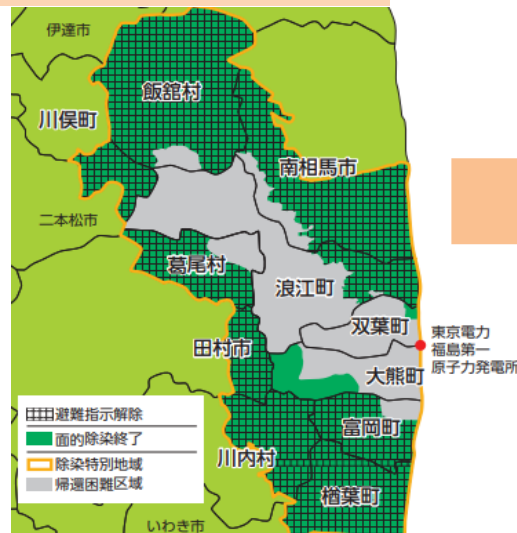 伊達市
飯舘村
川俣町
南相馬市
二本松市
葛尾村
浪江町
双葉町
東京電力
福島第一
原子力発電所
田村市
大熊町
避難指示解除
面的除染終了
除染特別地域
帰還困難区域
富岡町
川内村
楢葉町
いわき市